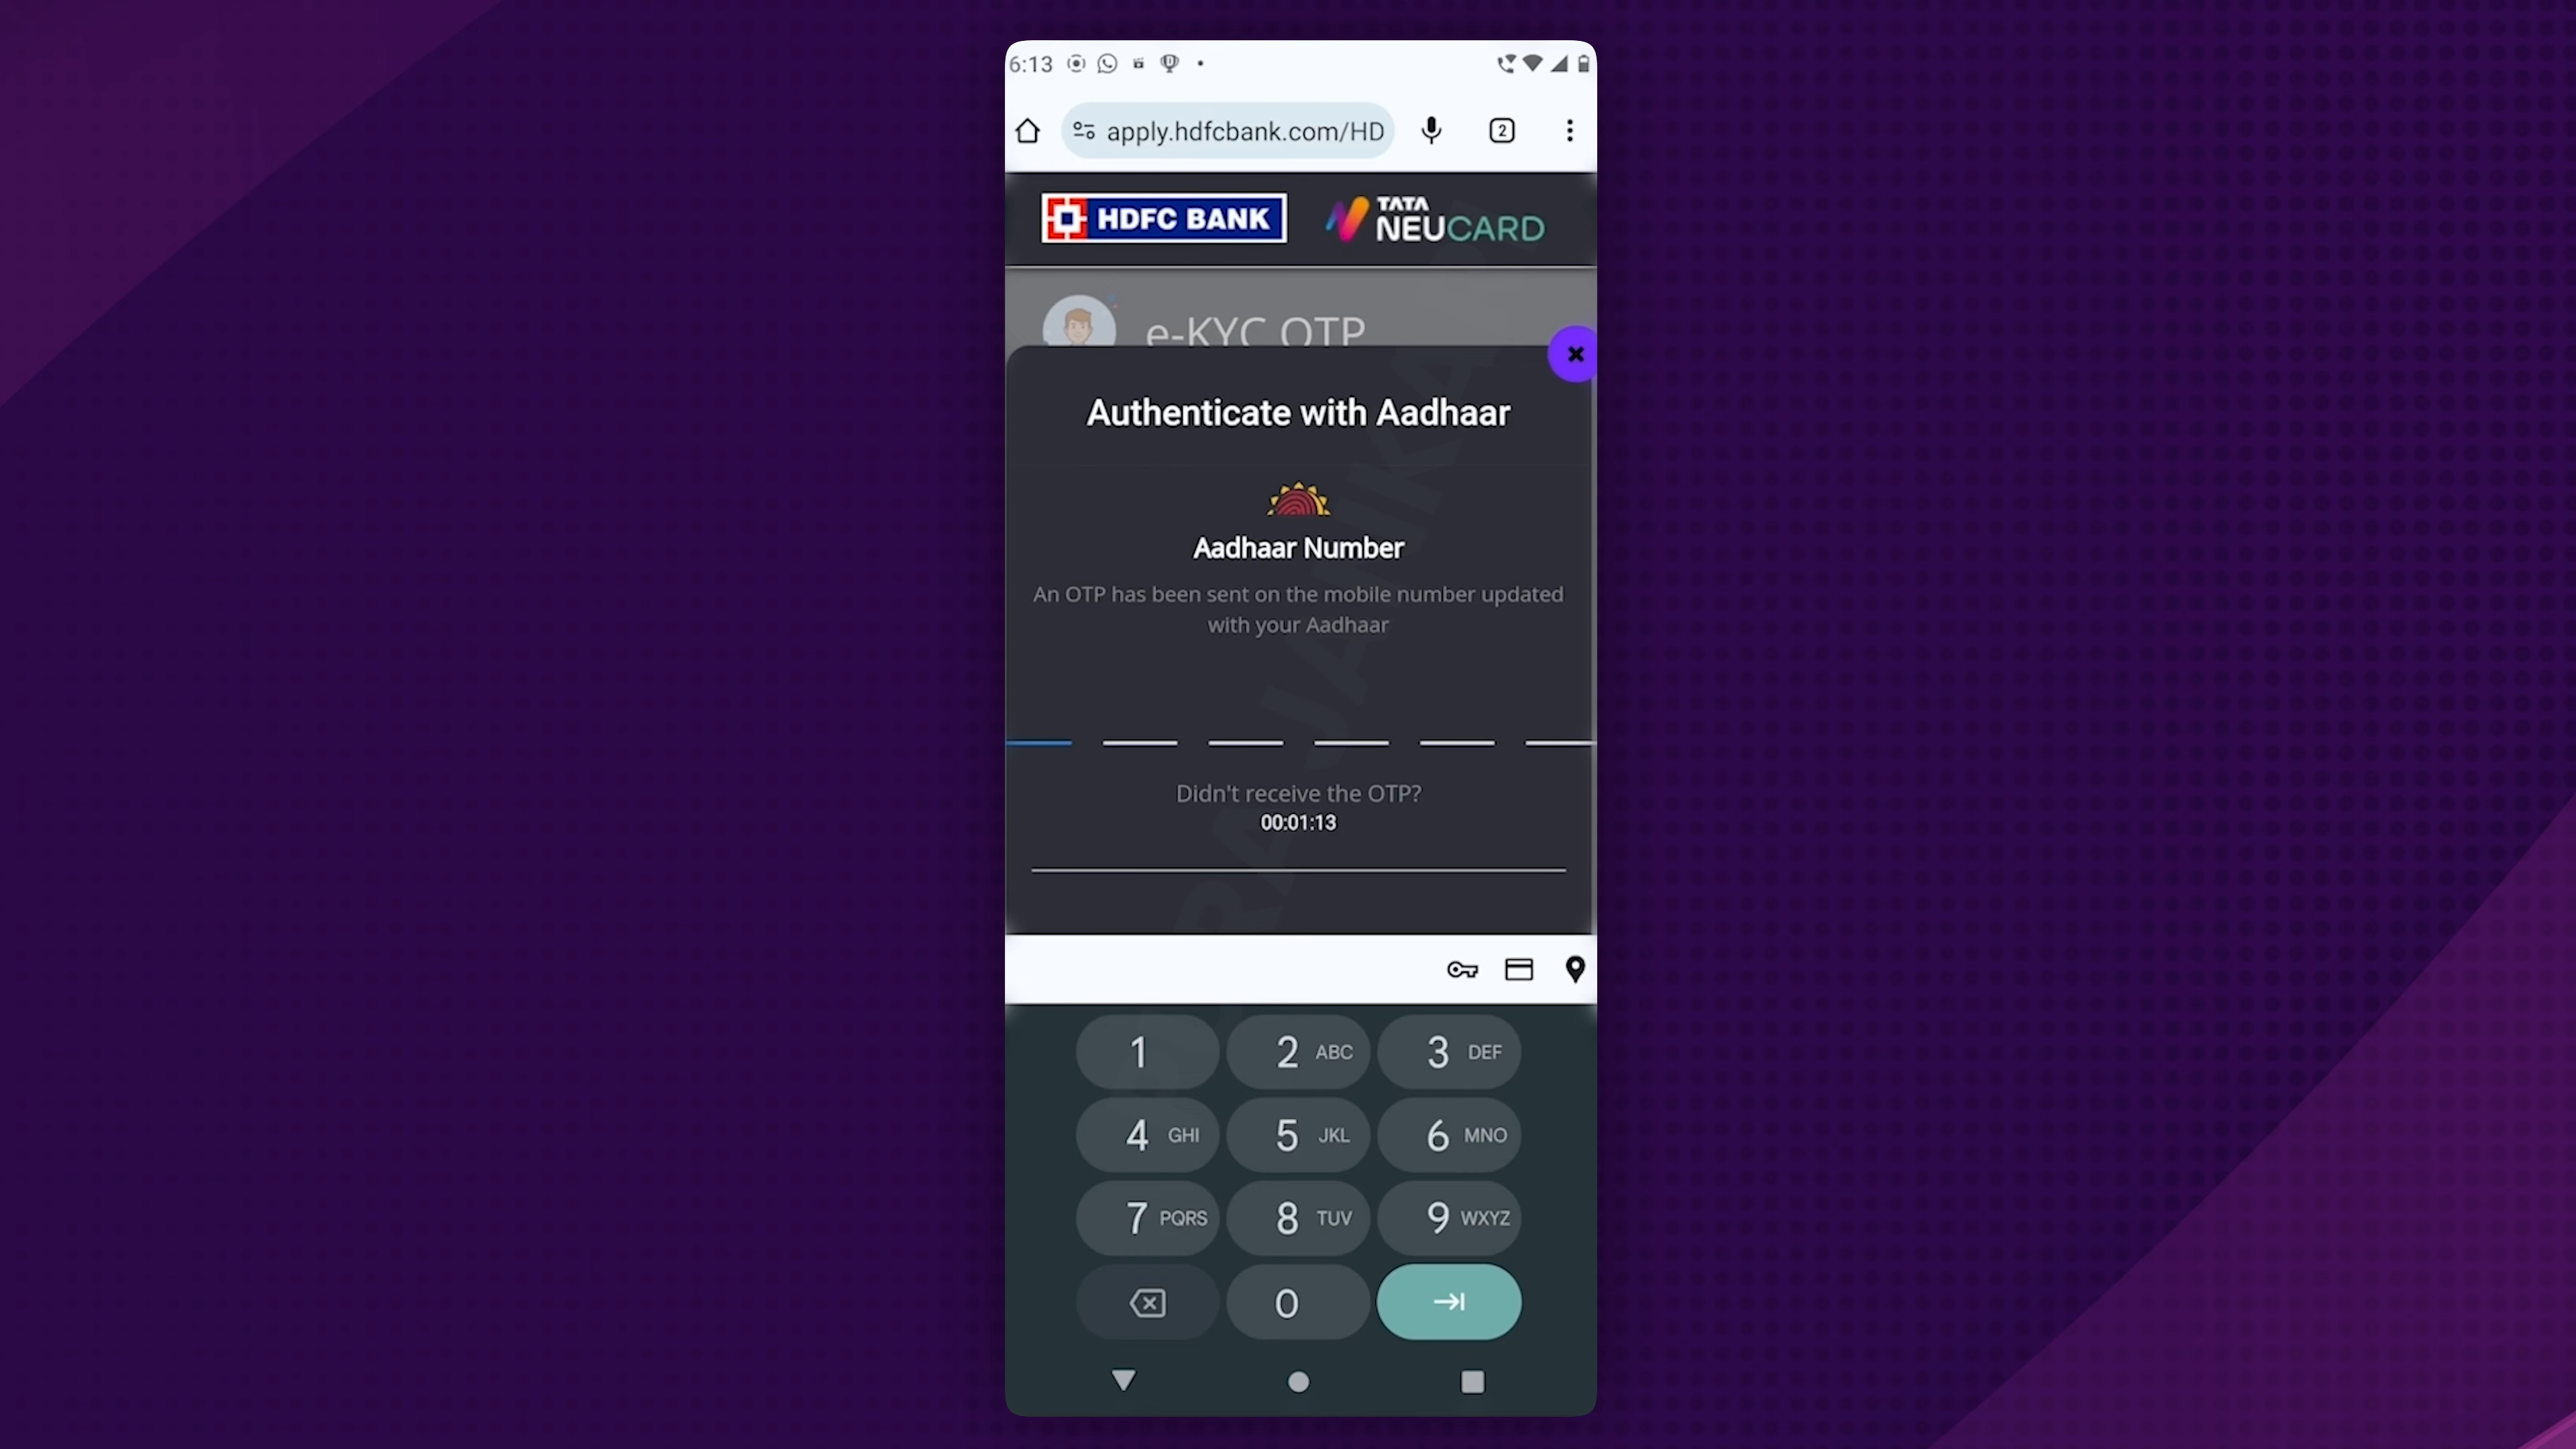 6:13
apply.hdfcbank.com/HD
2
HDFC BANK
TATA
NEUCARD
e-KYC OTP
Authenticate with Aadhaar
Aadhaar Number
An OTP has been sent on the mobile number updated
with your Aadhaar
Didn't receive the OTP?
00:01:13
1 2 ABC 3 DEF
4 GHI 5 JKL 6 MNO
7 PQRS 8 TUV 9 WXYZ
0